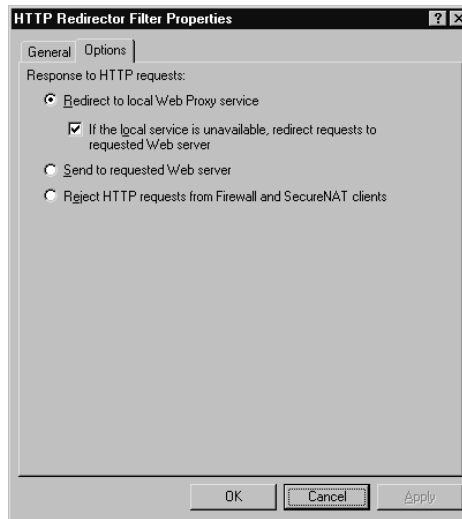 HTTP Redirector Filter Properties
General Options
Response to HTTP requests:
Redirect to local Web Proxy service
If the local service is unavailable, redirect requests to
requested Web server
Send to requested Web server
Reject HTTP requests from Firewall and SecureNAT clients
OK Cancel Apply